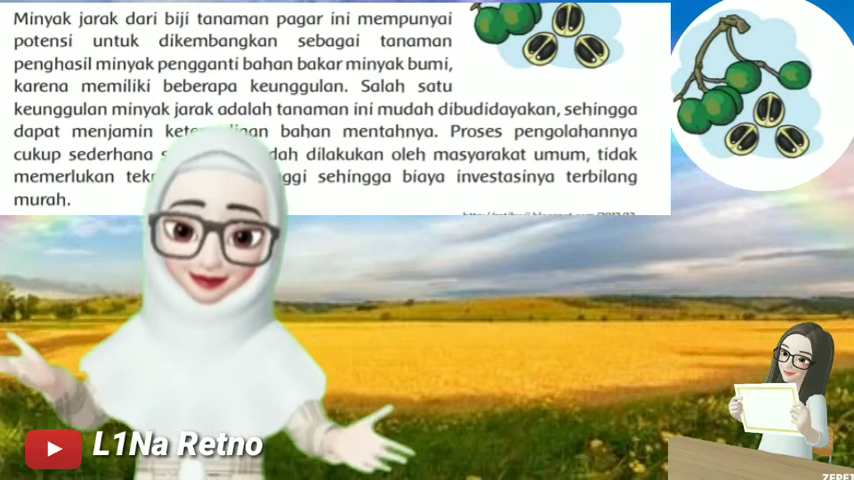 Minyak jarak dari biji tanaman pagar ini mempunyai
potensi untuk dikembangkan sebagai tanaman
penghasil minyak pengganti bahan bakar minyak bumi,
karena memiliki beberapa keunggulan. Salah satu
keunggulan minyak jarak adalah tanaman ini mudah dibudidayakan, sehingga
dapat menjamin bahan mentahnya. Proses pengolahannya
cukup sederhana dilakukan oleh masyarakat umum, tidak
memerlukan sehingga biaya investasinya terbilang
murah.
L1Na Retno